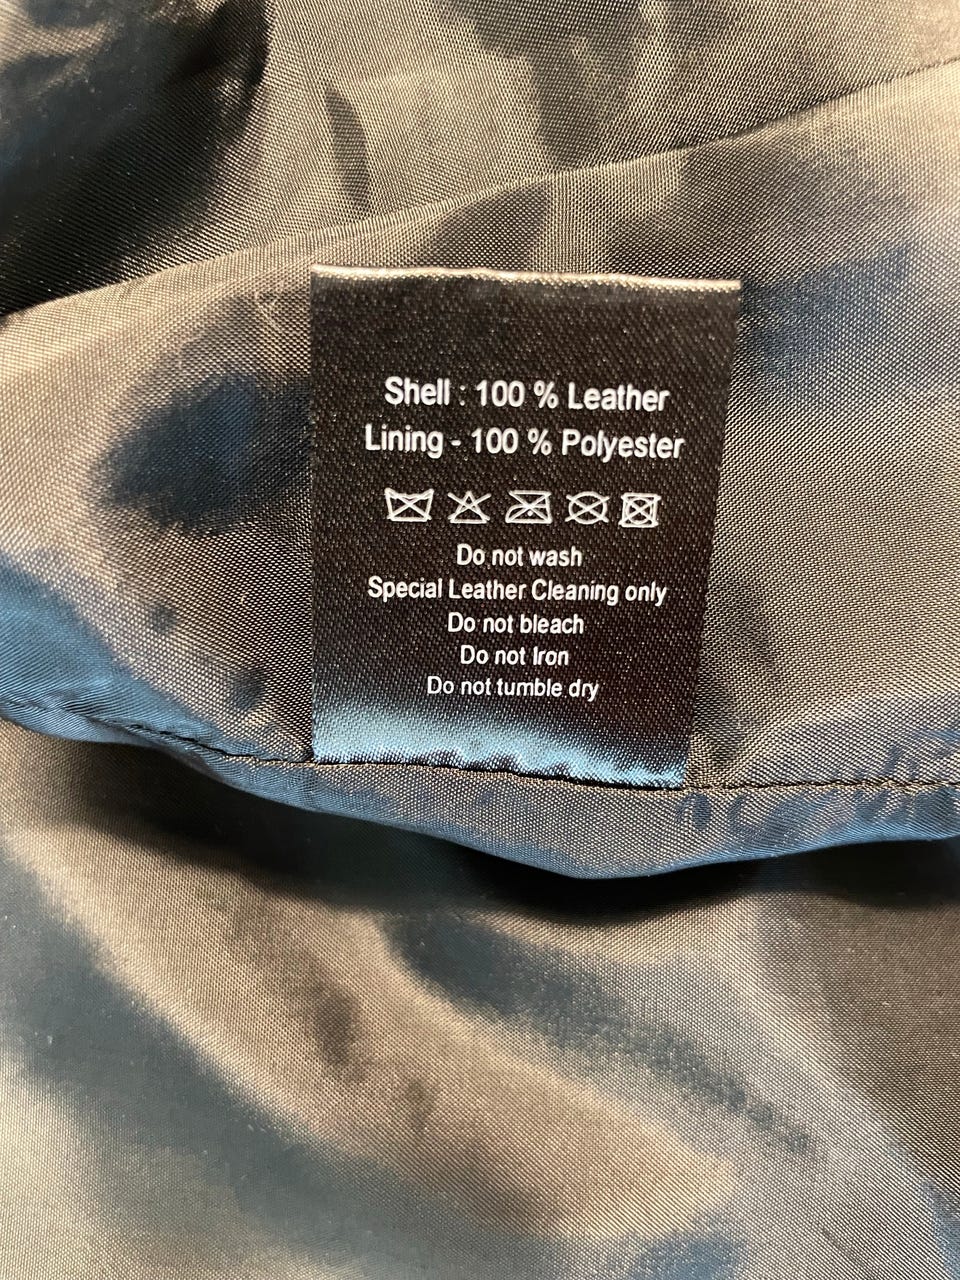 Shell : 100 % Leather
Lining - 100 % Polyester
Do not wash
Special Leather Cleaning only
Do not bleach
Do not Iron
Do not tumble dry